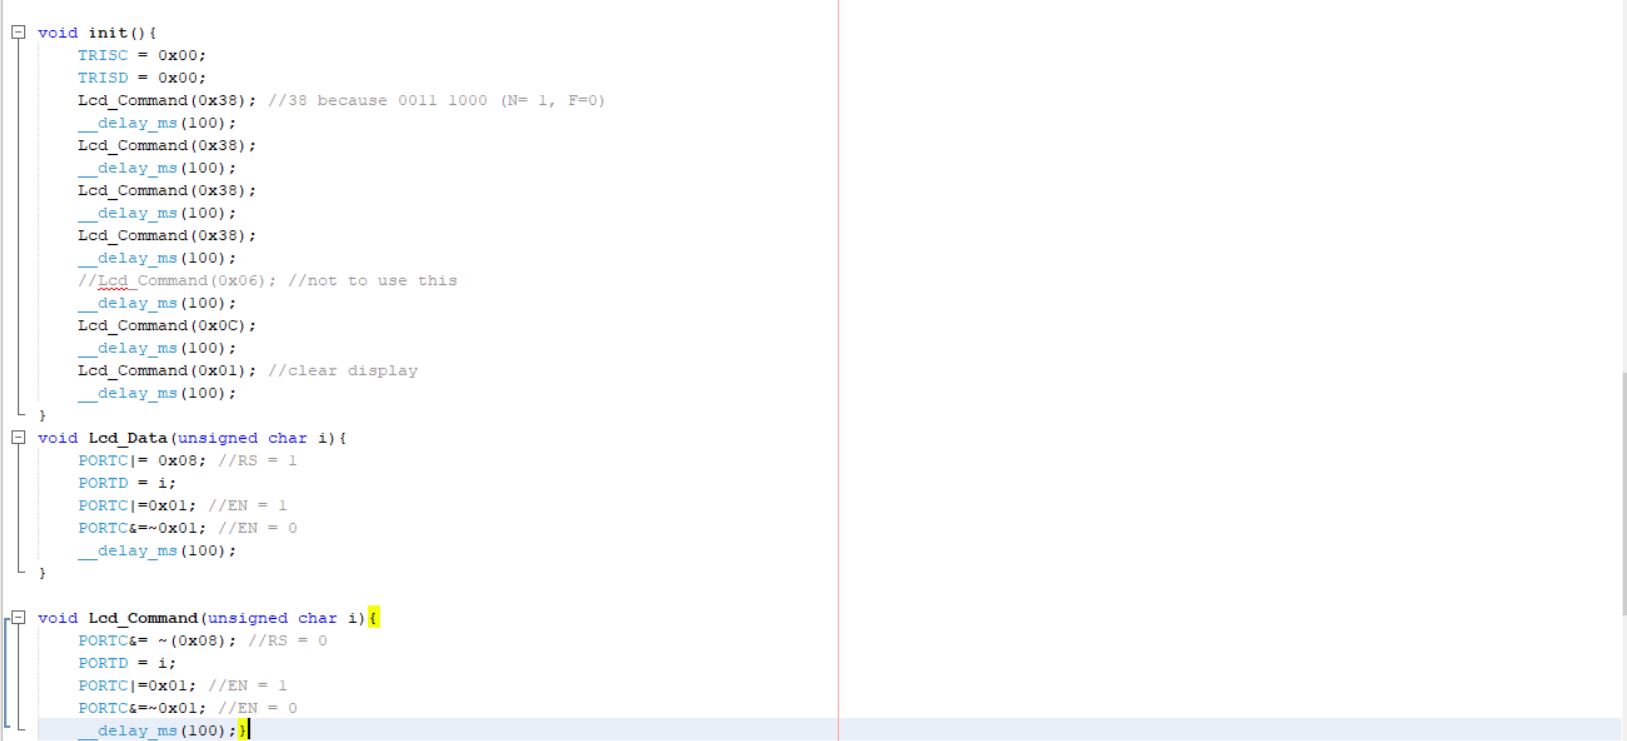 void init(){
TRISC = 0x00;
TRISD = 0x00;
Lcd_Command(0x38); //38 because 0011 1000 (N= 1, F=0)
__delay_ms(100);
Lcd_Command(0x38);
__delay_ms(100);
Lcd_Command(0x38);
__delay_ms(100);
Lcd_Command(0x38);
__delay_ms(100);
//Lcd_Command(0x06); //not to use this
__delay_ms(100);
Lcd_Command(0x0C);
__delay_ms(100);
Lcd_Command(0x01); //clear display
__delay_ms(100);
}
void Lcd_Data(unsigned char i){
PORTC|= 0x08; //RS = 1
PORTD = i;
PORTC|=0x01; //EN = 1
PORTC&=~0x01; //EN = 0
__delay_ms(100);
}
void Lcd_Command(unsigned char i){
PORTC&= ~(0x08); //RS = 0
PORTD = i;
PORTC|=0x01; //EN = 1
PORTC&=~0x01; //EN = 0
__delay_ms(100);}